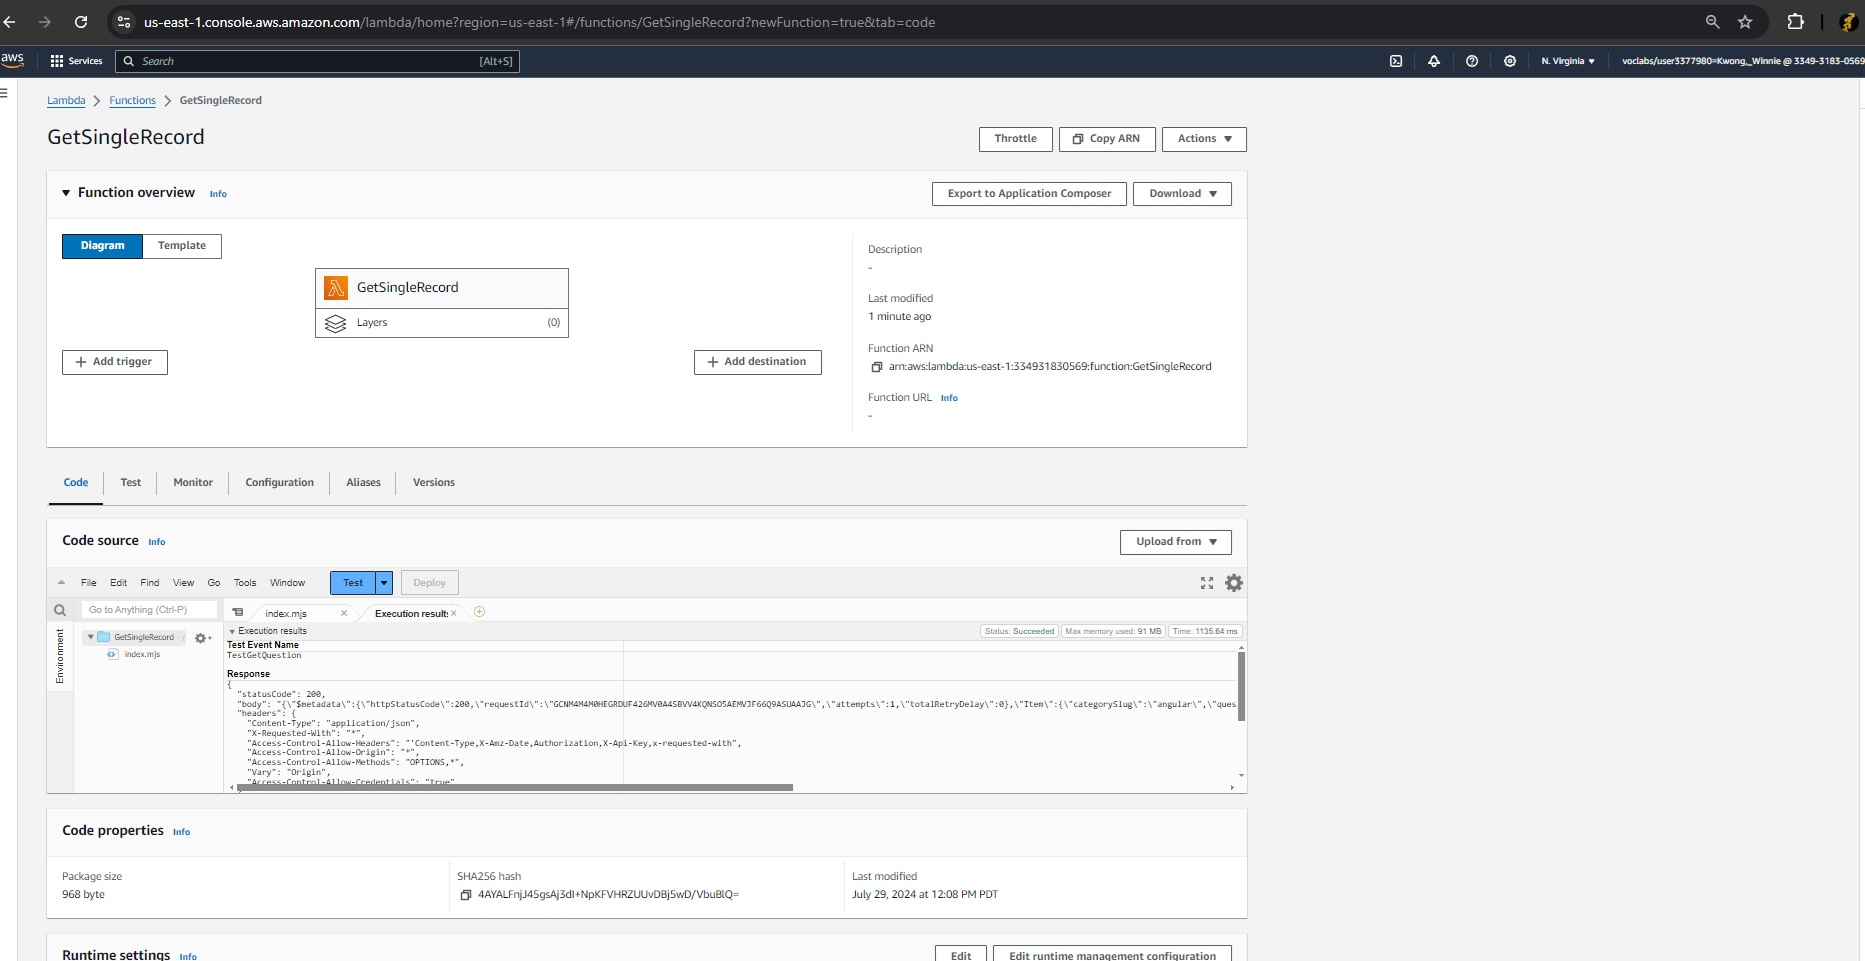 us-east-1.console.aws.amazon.com/lambda/home?region=us-east-1#/functions/GetSingleRecord?newFunction=true&tab=code
aws Services Search [Alt+S] N. Virginia ▼ voclabs/user3377980=Kwong,_Winnie @ 3349-3183-0569
Lambda > Functions > GetSingleRecord
GetSingleRecord
Throttle Copy ARN Actions ▼
▼ Function overview Info
Export to Application Composer Download ▼
Diagram Template
GetSingleRecord
Layers (0)
+ Add trigger
+ Add destination
Description
-
Last modified
1 minute ago
Function ARN
arn:aws:lambda:us-east-1:334931830569:function:GetSingleRecord
Function URL Info
-
Code Test Monitor Configuration Aliases Versions
Code source Info
Upload from ▼
File Edit Find View Go Tools Window Test Deploy
Go to Anything (Ctrl-P)
Environment
GetSingleRecord - /
index.mjs
index.mjs × Execution results ×
▼ Execution results Status: Succeeded Max memory used: 91 MB Time: 1135.64 ms
Test Event Name
TestGetQuestion
Response
{
"statusCode": 200,
"body": "{\"$metadata\":{\"httpStatusCode\":200,\"requestId\":\"GCNM4M4M0HEGRDUF426MV0A4SBVV4KQNSO5AEMVJF66Q9ASUAAJG\",\"attempts\":1,\"totalRetryDelay\":0},\"Item\":{\"categorySlug\":\"angular\",\"ques
"headers": {
"Content-Type": "application/json",
"X-Requested-With": "*",
"Access-Control-Allow-Headers": "'Content-Type,X-Amz-Date,Authorization,X-Api-Key,x-requested-with",
"Access-Control-Allow-Origin": "*",
"Access-Control-Allow-Methods": "OPTIONS,*",
"Vary": "Origin",
"Access-Control-Allow-Credentials": "true"
Code properties Info
Package size
968 byte
SHA256 hash
4AYALFnjJ45gsAj3dI+NpKFVHRZUUvDBj5wD/VbuBlQ=
Last modified
July 29, 2024 at 12:08 PM PDT
Runtime settings Info
Edit Edit runtime management configuration